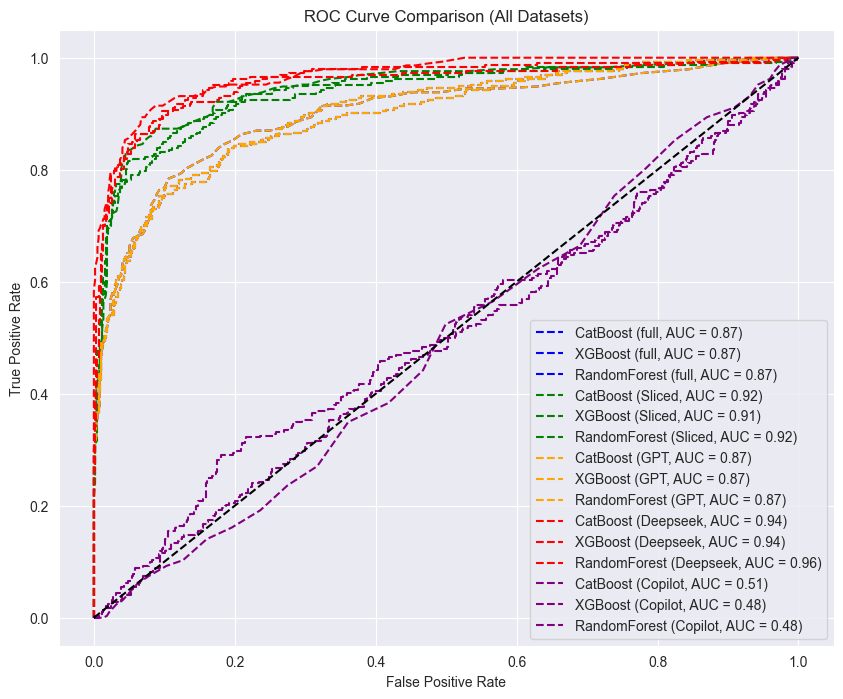 ROC Curve Comparison (All Datasets)
1.0
0.8
0.6
0.4
0.2
0.0
True Positive Rate
CatBoost (full, AUC = 0.87)
XGBoost (full, AUC = 0.87)
RandomForest (full, AUC = 0.87)
CatBoost (Sliced, AUC = 0.92)
XGBoost (Sliced, AUC = 0.91)
RandomForest (Sliced, AUC = 0.92)
CatBoost (GPT, AUC = 0.87)
XGBoost (GPT, AUC = 0.87)
RandomForest (GPT, AUC = 0.87)
CatBoost (Deepseek, AUC = 0.94)
XGBoost (Deepseek, AUC = 0.94)
RandomForest (Deepseek, AUC = 0.96)
CatBoost (Copilot, AUC = 0.51)
XGBoost (Copilot, AUC = 0.48)
RandomForest (Copilot, AUC = 0.48)
0.0 0.2 0.4 0.6 0.8 1.0
False Positive Rate